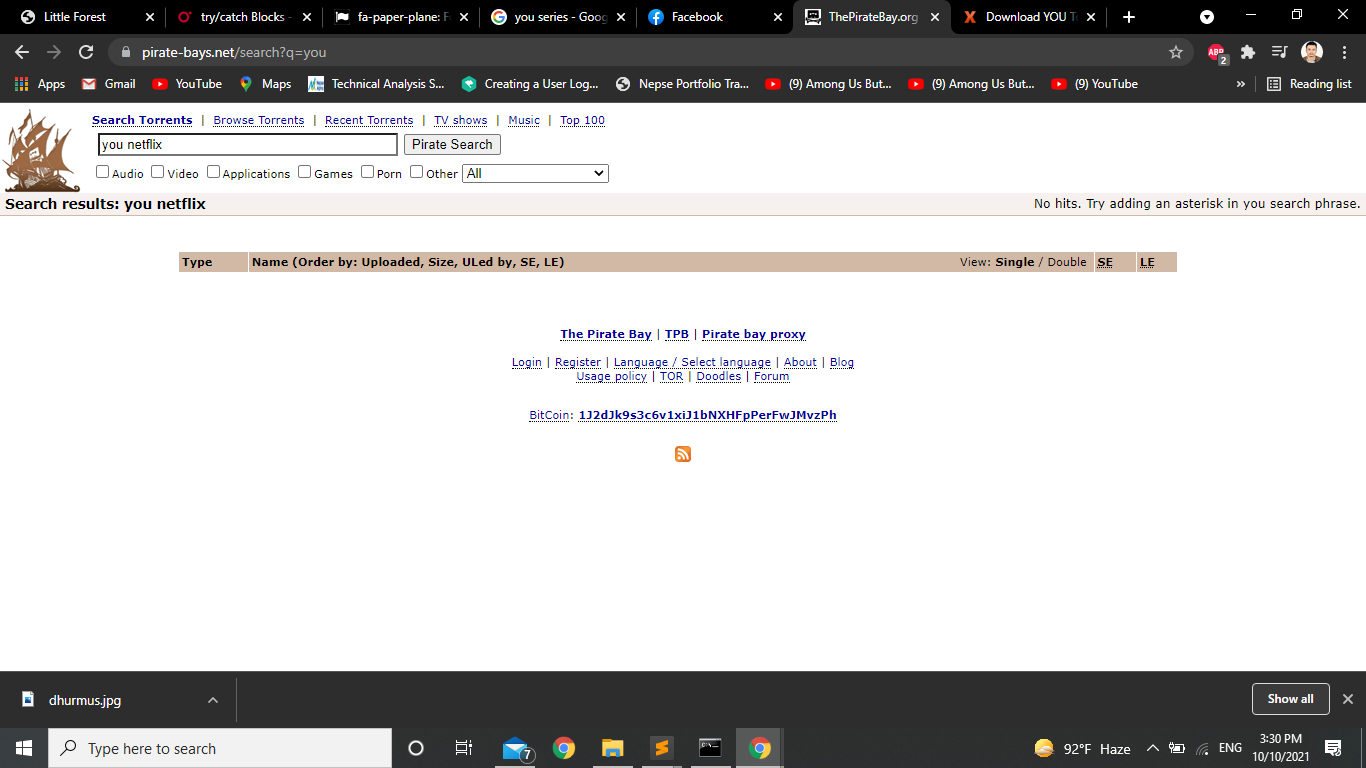 Little Forest
try/catch Blocks -
fa-paper-plane: F
you series - Goog
Facebook
ThePirateBay.org
Download YOU T
pirate-bays.net/search?q=you
ABP
2
Apps
Gmail
YouTube
Maps
Technical Analysis S...
Creating a User Log...
Nepse Portfolio Tra...
(9) Among Us But...
(9) Among Us But...
(9) YouTube
»
Reading list
Search Torrents | Browse Torrents | Recent Torrents | TV shows | Music | Top 100
you netflix
Pirate Search
Audio Video Applications Games Porn Other All
Search results: you netflix
No hits. Try adding an asterisk in you search phrase.
Type
Name (Order by: Uploaded, Size, ULed by, SE, LE)
View: Single / Double
SE
LE
The Pirate Bay | TPB | Pirate bay proxy
Login | Register | Language / Select language | About | Blog
Usage policy | TOR | Doodles | Forum
BitCoin: 1J2dJk9s3c6v1xiJ1bNXHFpPerFwJMvzPh
dhurmus.jpg
Show all
Type here to search
7
92°F Haze
ENG
3:30 PM
10/10/2021